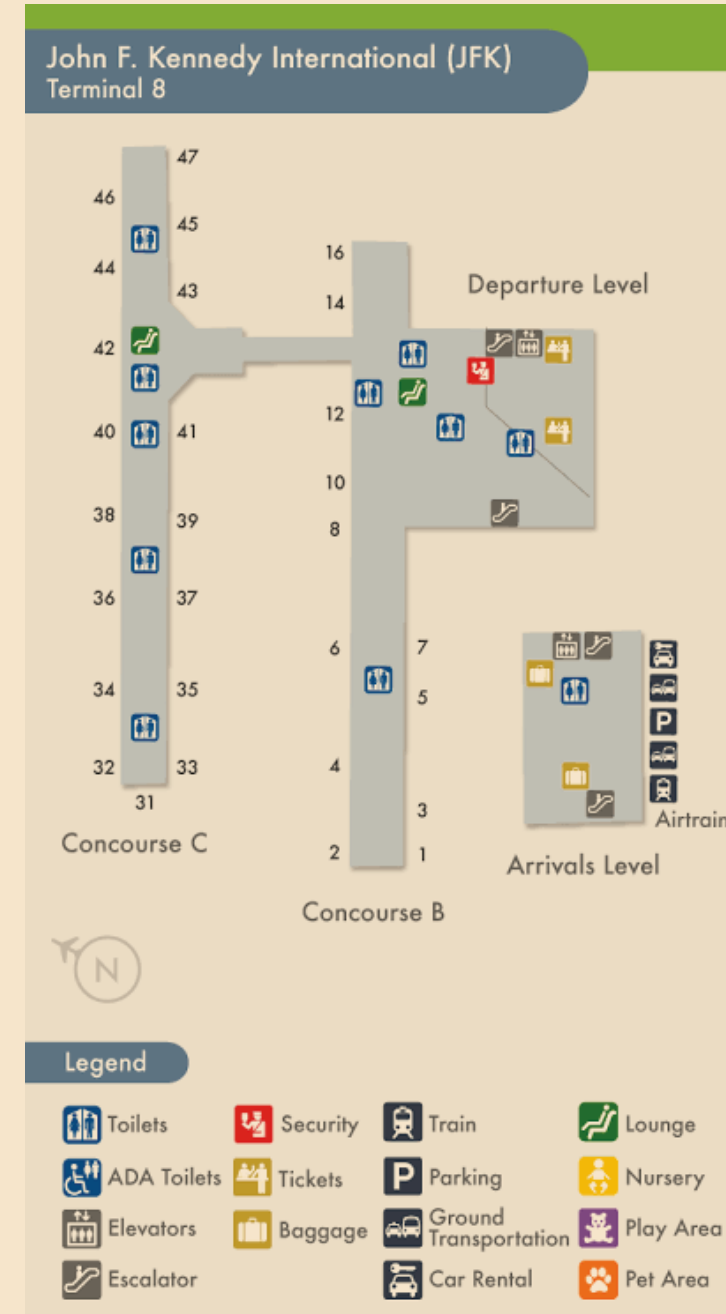 John F. Kennedy International (JFK)
Terminal 8
47
46
45
44
43
42
40
41
38
39
36
37
34
35
32
33
31
Concourse C
16
14
12
10
8
6
7
5
4
3
2
1
Concourse B
Departure Level
P
Airtrain
Arrivals Level
N
Legend
Toilets
Security
Train
Lounge
ADA Toilets
Tickets
P Parking
Nursery
Elevators
Baggage
Ground
Transportation
Play Area
Escalator
Car Rental
Pet Area